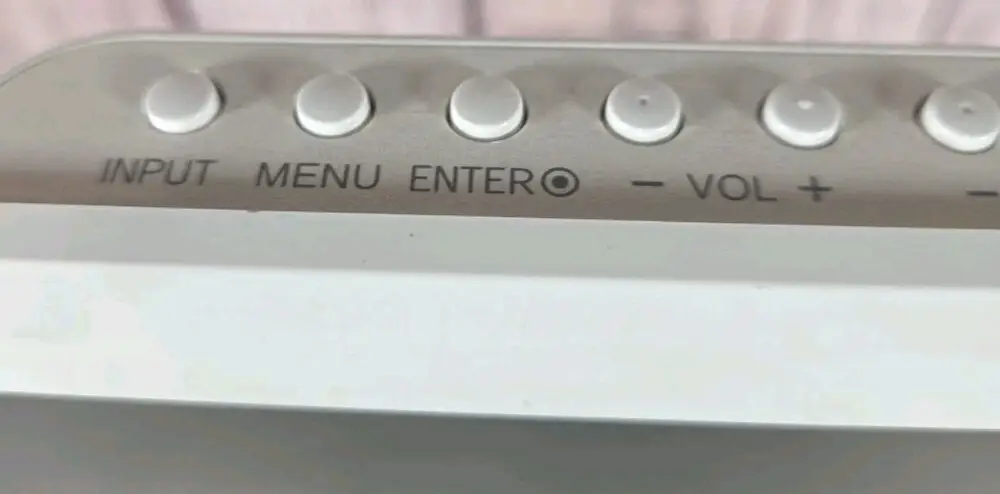 INPUT MENU ENTER◉ − VOL + −